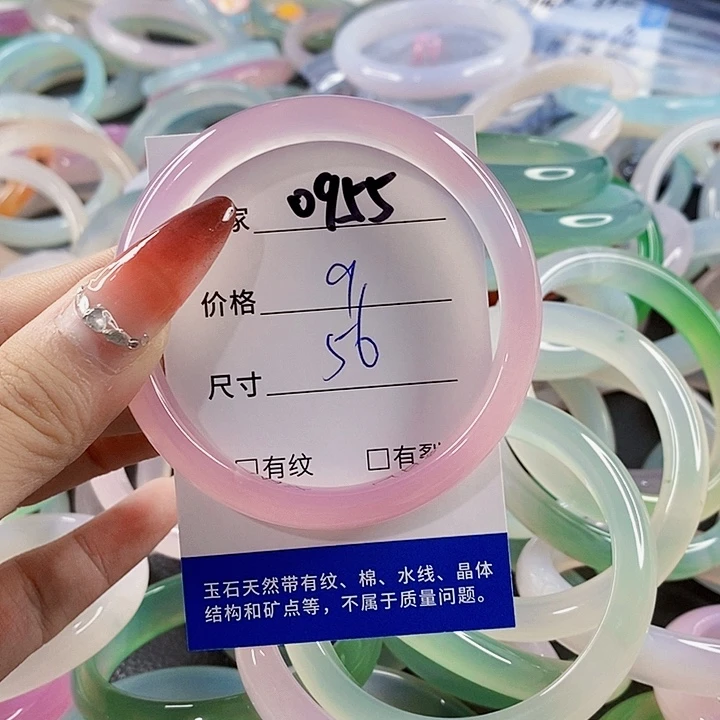 家 0955
价格 9
尺寸 56
□有纹 □有裂
玉石天然带有纹、棉、水线、晶体
结构和矿点等，不属于质量问题。